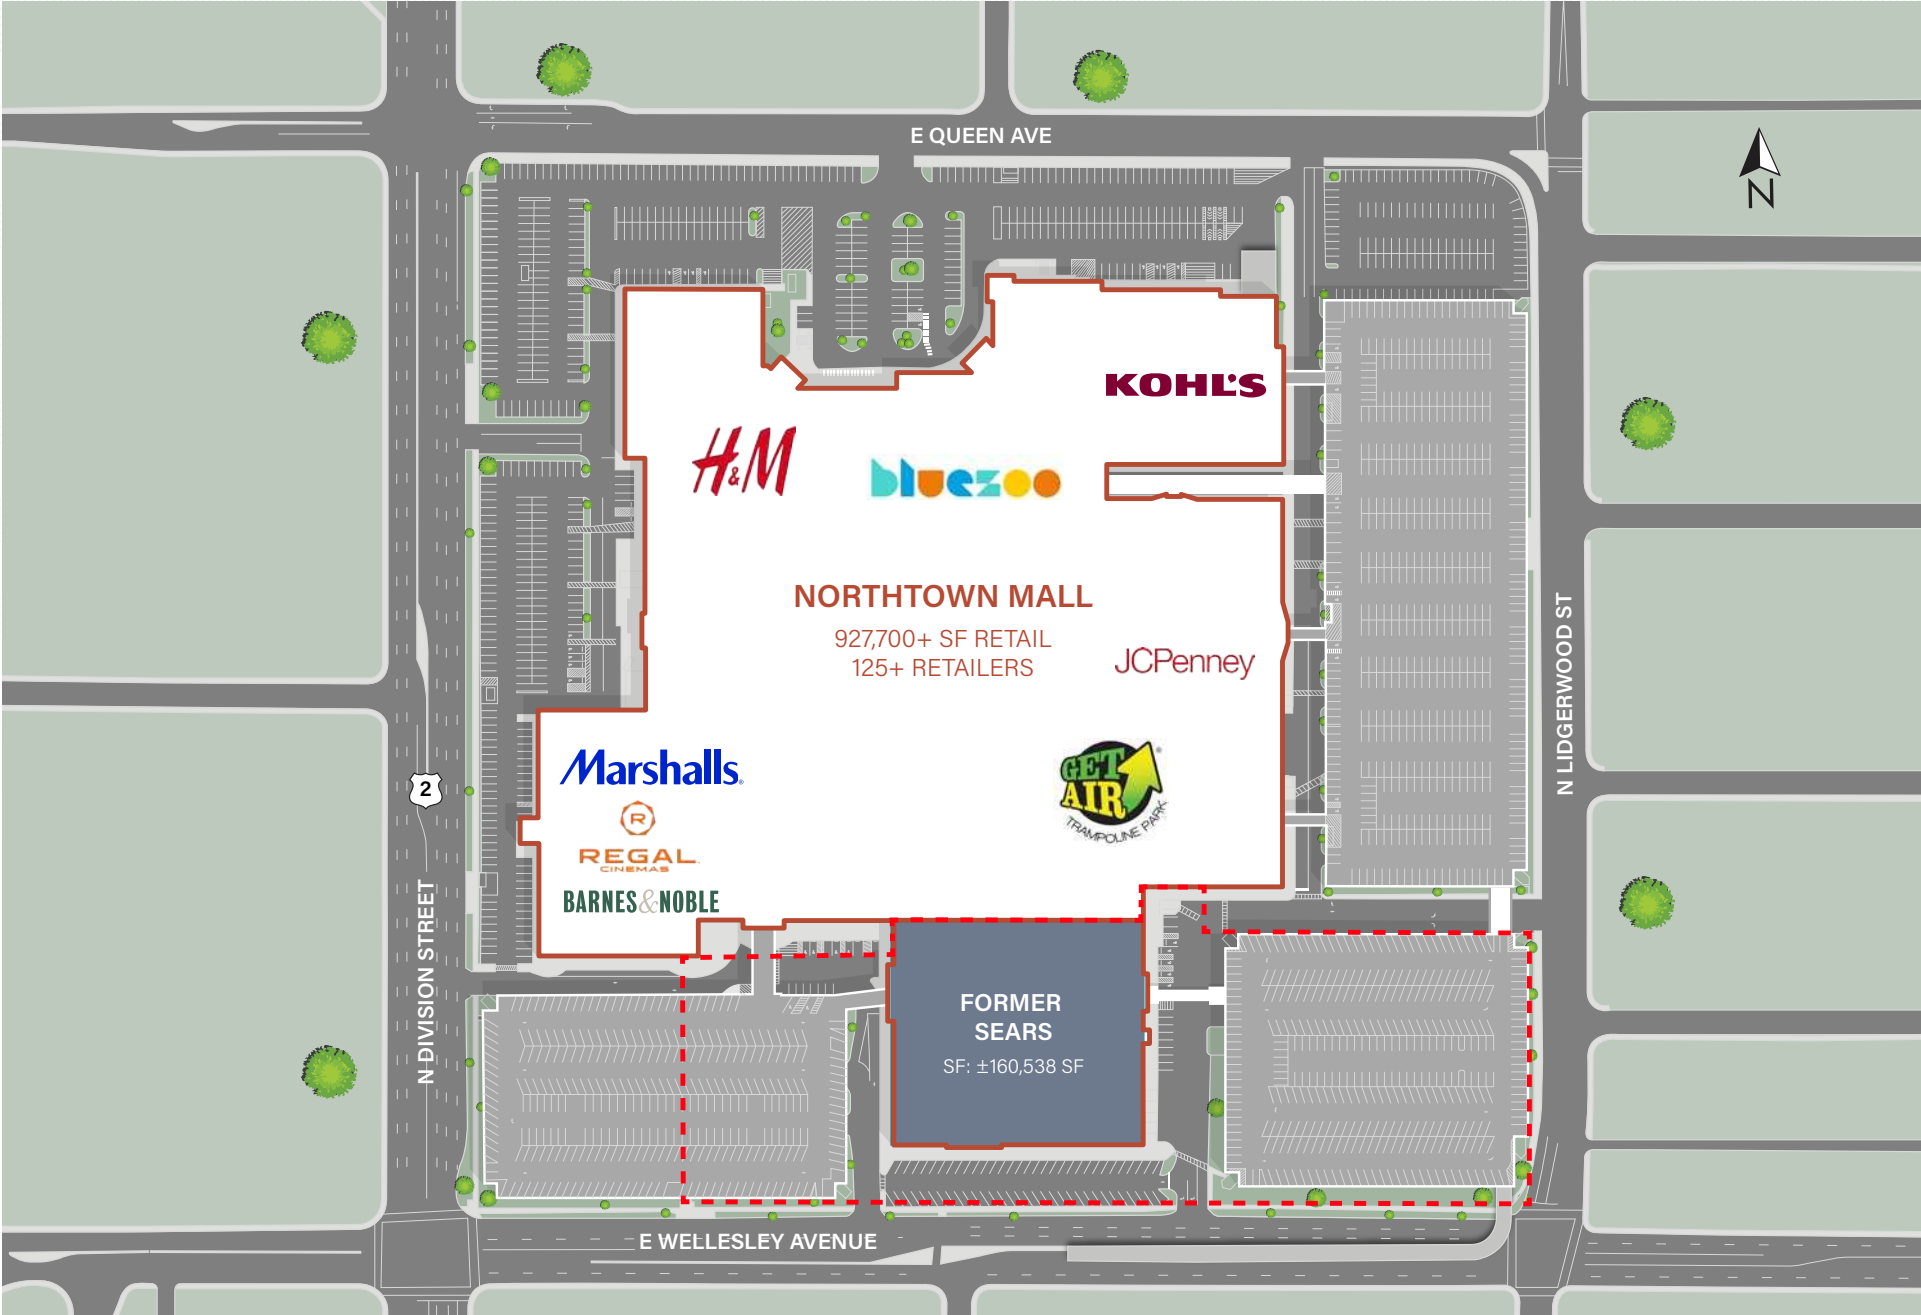 E QUEEN AVE
N
KOHL'S
H&M
bluezoo
NORTHTOWN MALL
927,700+ SF RETAIL
125+ RETAILERS
JCPenney
N LIDGERWOOD ST
Marshalls
GET
AIR
TRAMPOLINE PARK
2
R
REGAL
CINEMAS
BARNES&NOBLE
N DIVISION STREET
FORMER
SEARS
SF: ±160,538 SF
E WELLESLEY AVENUE